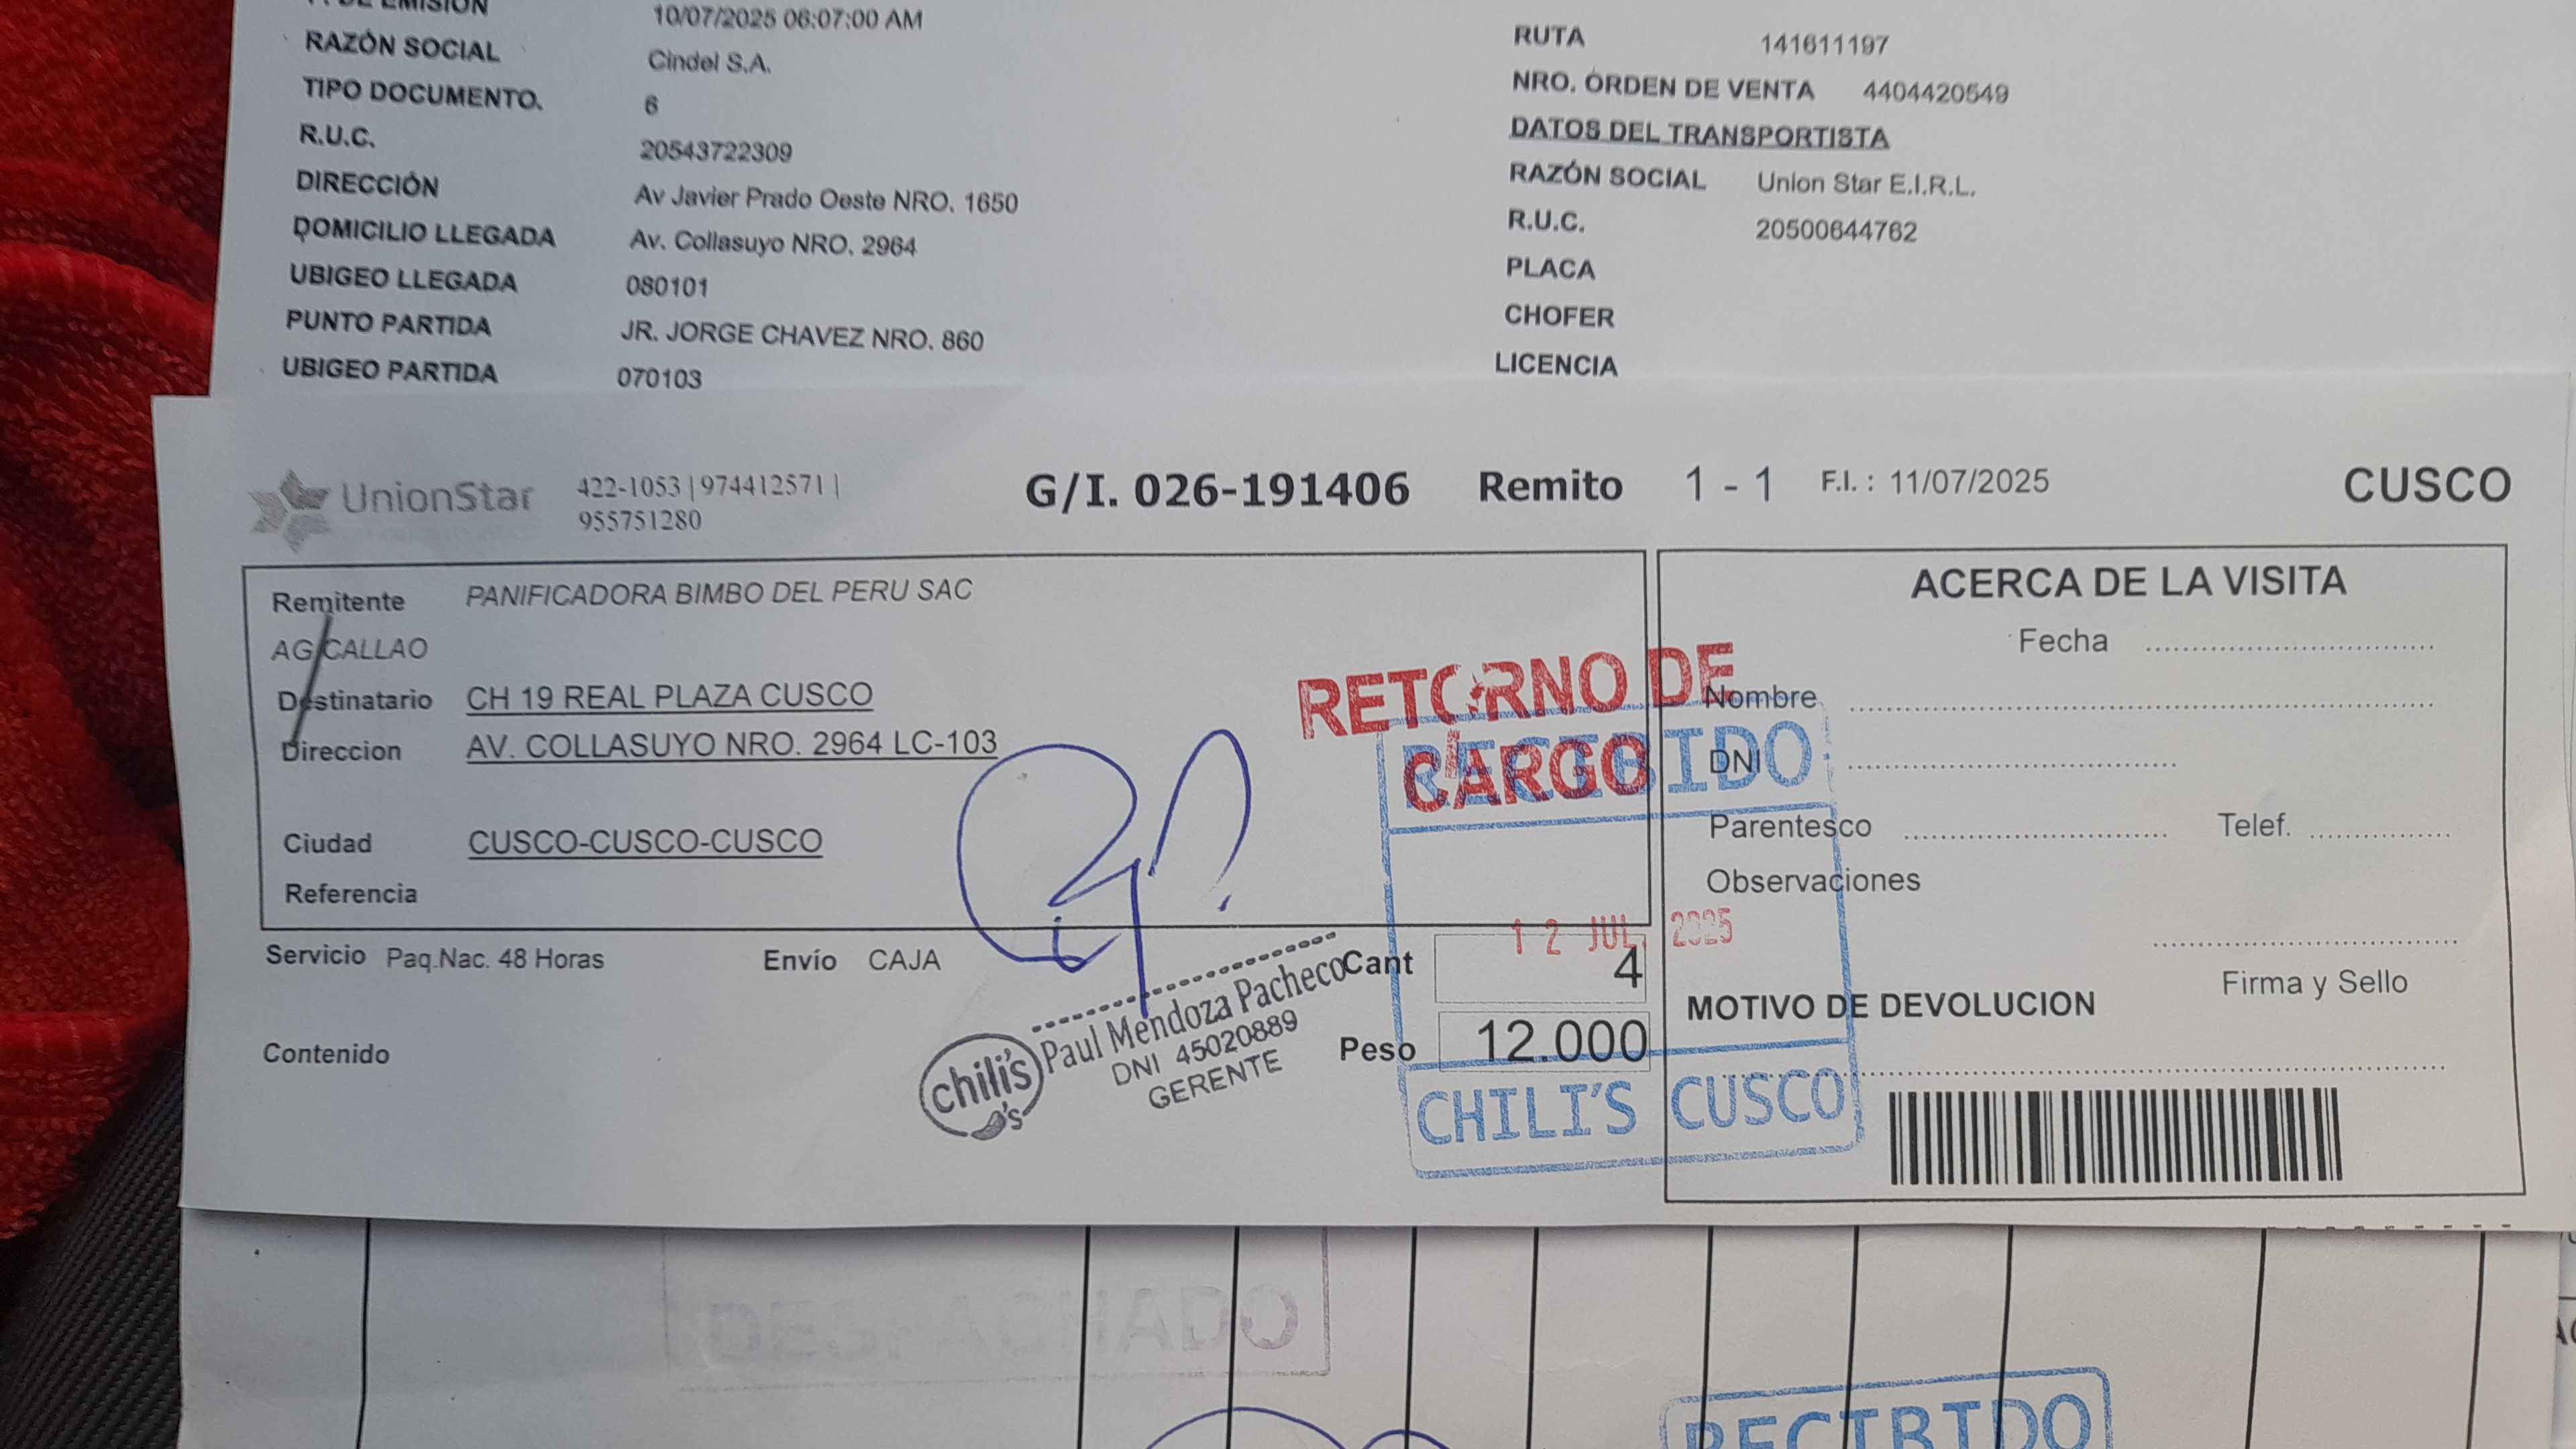 EMISIÓN 10/07/2025 06:07:00 AM
RAZÓN SOCIAL Cindel S.A.
TIPO DOCUMENTO. 6
R.U.C. 20543722309
DIRECCIÓN Av Javier Prado Oeste NRO. 1650
DOMICILIO LLEGADA Av. Collasuyo NRO. 2964
UBIGEO LLEGADA 080101
PUNTO PARTIDA JR. JORGE CHAVEZ NRO. 860
UBIGEO PARTIDA 070103
RUTA 141611197
NRO. ÓRDEN DE VENTA 4404420549
DATOS DEL TRANSPORTISTA
RAZÓN SOCIAL Union Star E.I.R.L.
R.U.C. 20500644762
PLACA
CHOFER
LICENCIA
UnionStar 422-1053 | 974412571 |
955751280
G/I. 026-191406 Remito 1 - 1 F.I. : 11/07/2025 CUSCO
Remitente PANIFICADORA BIMBO DEL PERU SAC
AG CALLAO
Destinatario CH 19 REAL PLAZA CUSCO
Direccion AV. COLLASUYO NRO. 2964 LC-103
Ciudad CUSCO-CUSCO-CUSCO
Referencia
Servicio Paq.Nac. 48 Horas Envío CAJA Cant 4
Peso 12.000
Contenido
RETORNO DE
CARGO
RECIBIDO
12 JUL. 2025
CHILI'S CUSCO
chili's Paul Mendoza Pacheco
DNI 45020889
GERENTE
ACERCA DE LA VISITA
Fecha
Nombre
DNI
Parentesco Telef.
Observaciones
Firma y Sello
MOTIVO DE DEVOLUCION
DESPACHADO
RECIBIDO